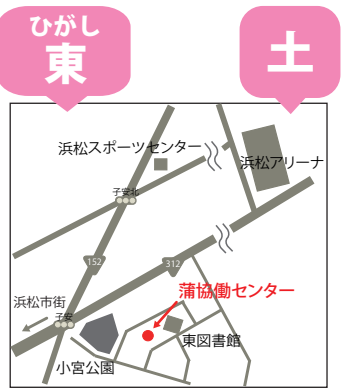 ひがし
東
土
浜松スポーツセンター
浜松アリーナ
子安北
152
312
蒲協働センター
浜松市街
子安
東図書館
小宮公園